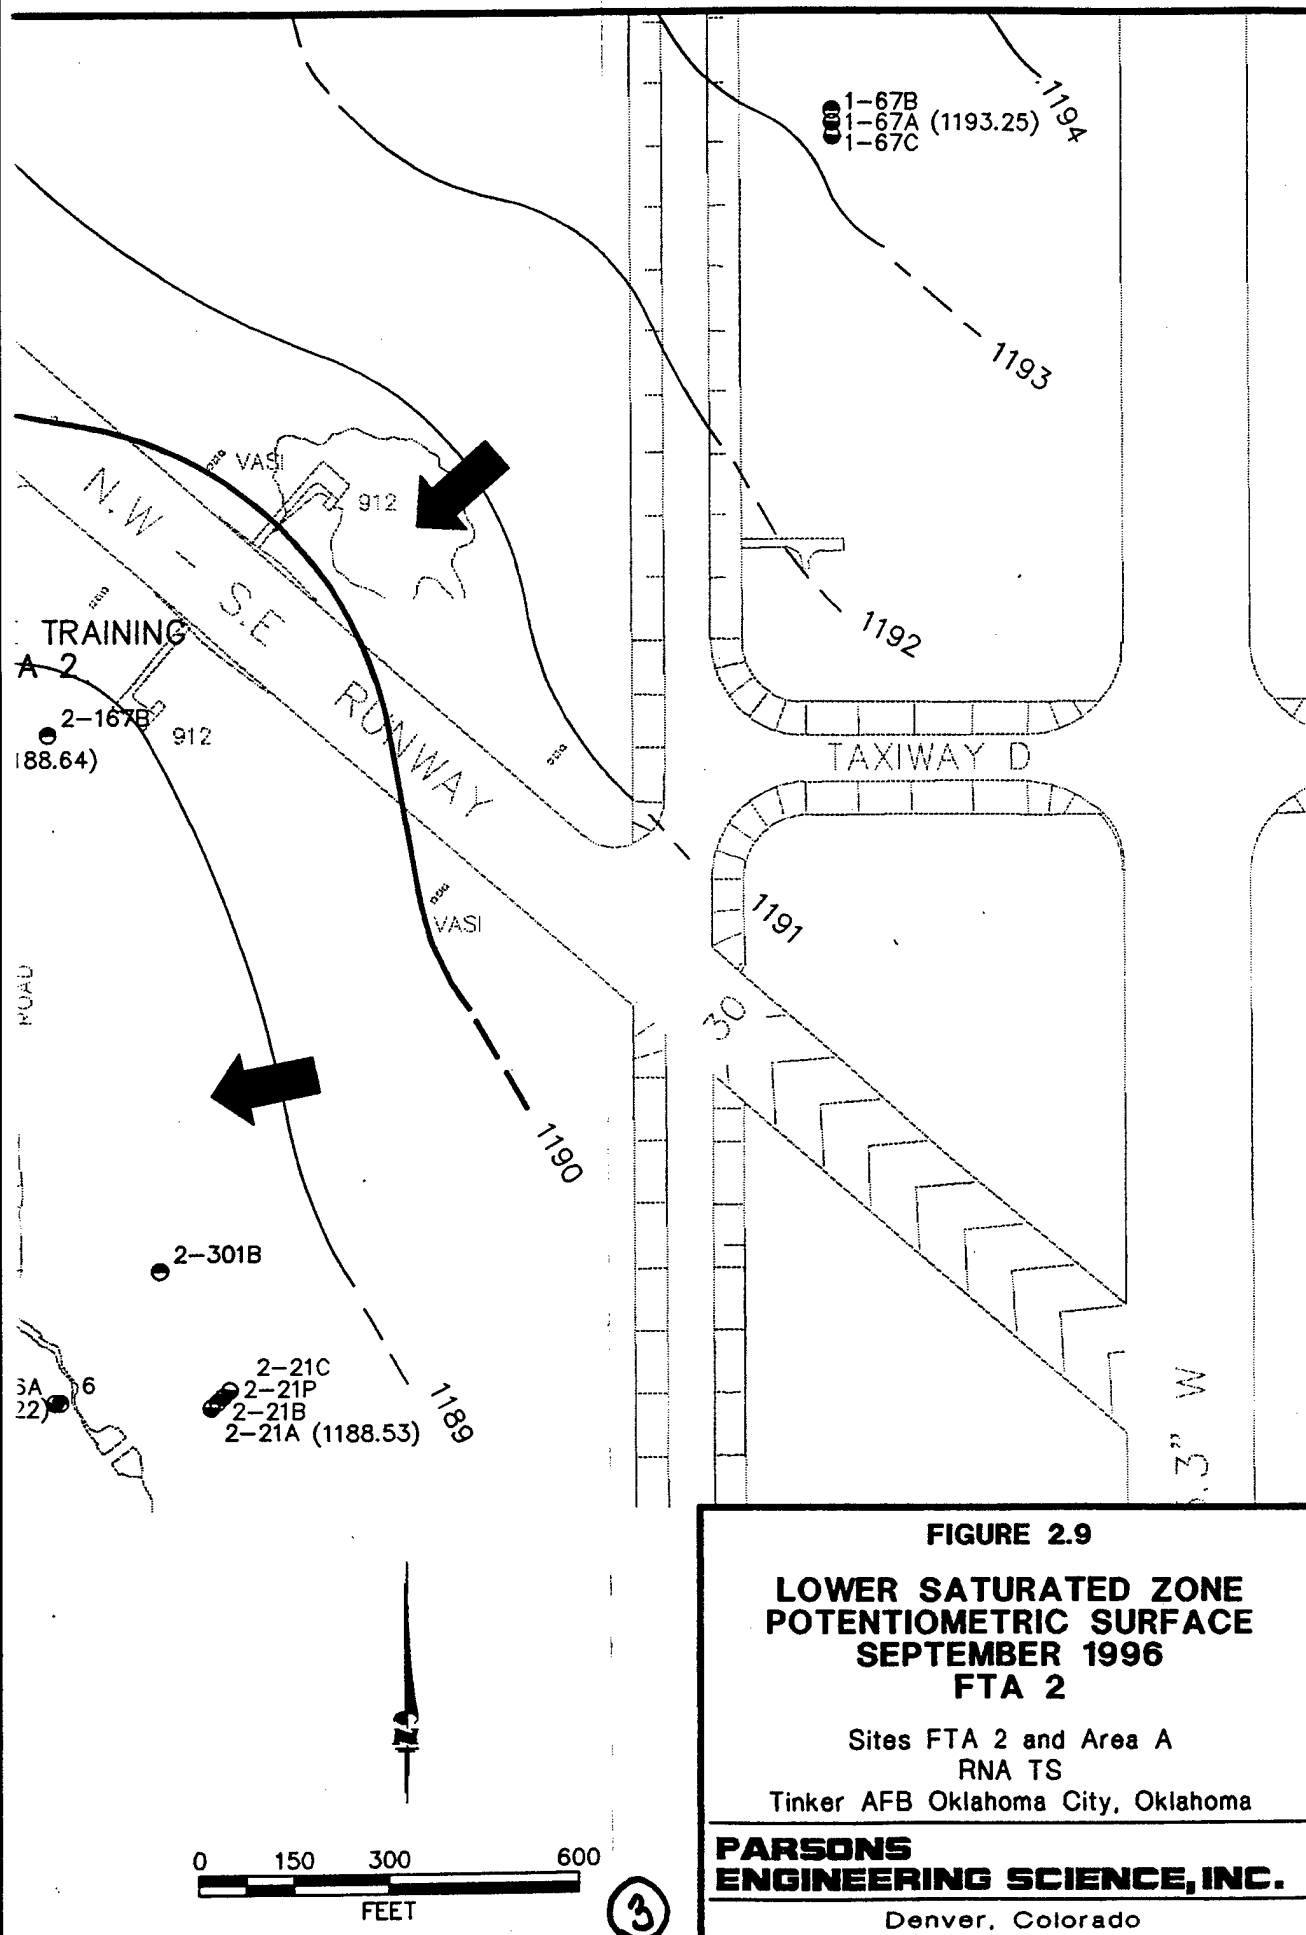 1-67B
1-67A (1193.25)
1-67C
1194
1193
VASI
912
N.W - S.E RUNWAY
1192
TRAINING
A 2
2-167B
912
188.64)
TAXIWAY D
VASI
1191
ROAD
30
1190
2-301B
2-21C
2-21P
2-21B
2-21A (1188.53)
6
22)
1189
3" W
FIGURE 2.9
LOWER SATURATED ZONE
POTENTIOMETRIC SURFACE
SEPTEMBER 1996
FTA 2
Sites FTA 2 and Area A
RNA TS
Tinker AFB Oklahoma City, Oklahoma
PARSONS
ENGINEERING SCIENCE, INC.
Denver, Colorado
0 150 300 600
FEET
3